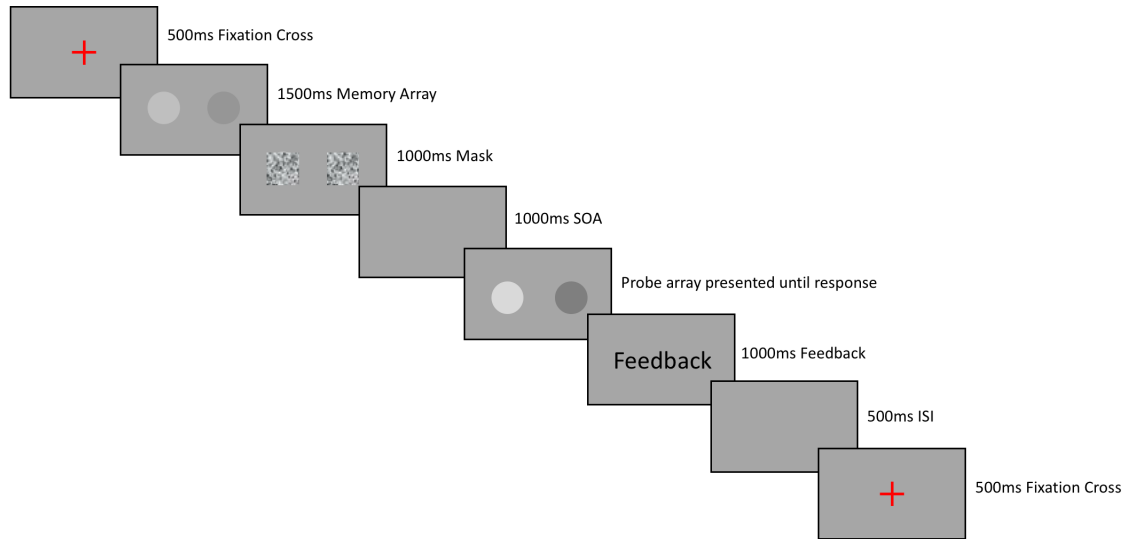 500ms Fixation Cross
1500ms Memory Array
1000ms Mask
1000ms SOA
Probe array presented until response
Feedback
1000ms Feedback
500ms ISI
500ms Fixation Cross